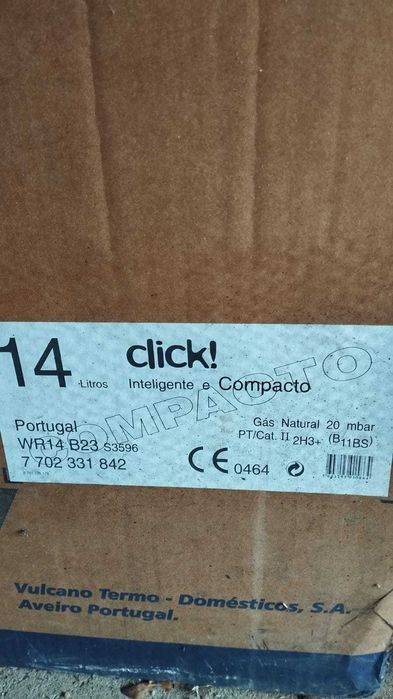 14 Litros
click!
Inteligente e Compacto
COMPACTO
Portugal
WR14 B23 S3596
7 702 331 842
Gás Natural 20 mbar
PT/Cat. II 2H3+ (B11BS)
CE 0464
Vulcano Termo - Domésticos, S.A.
Aveiro Portugal.